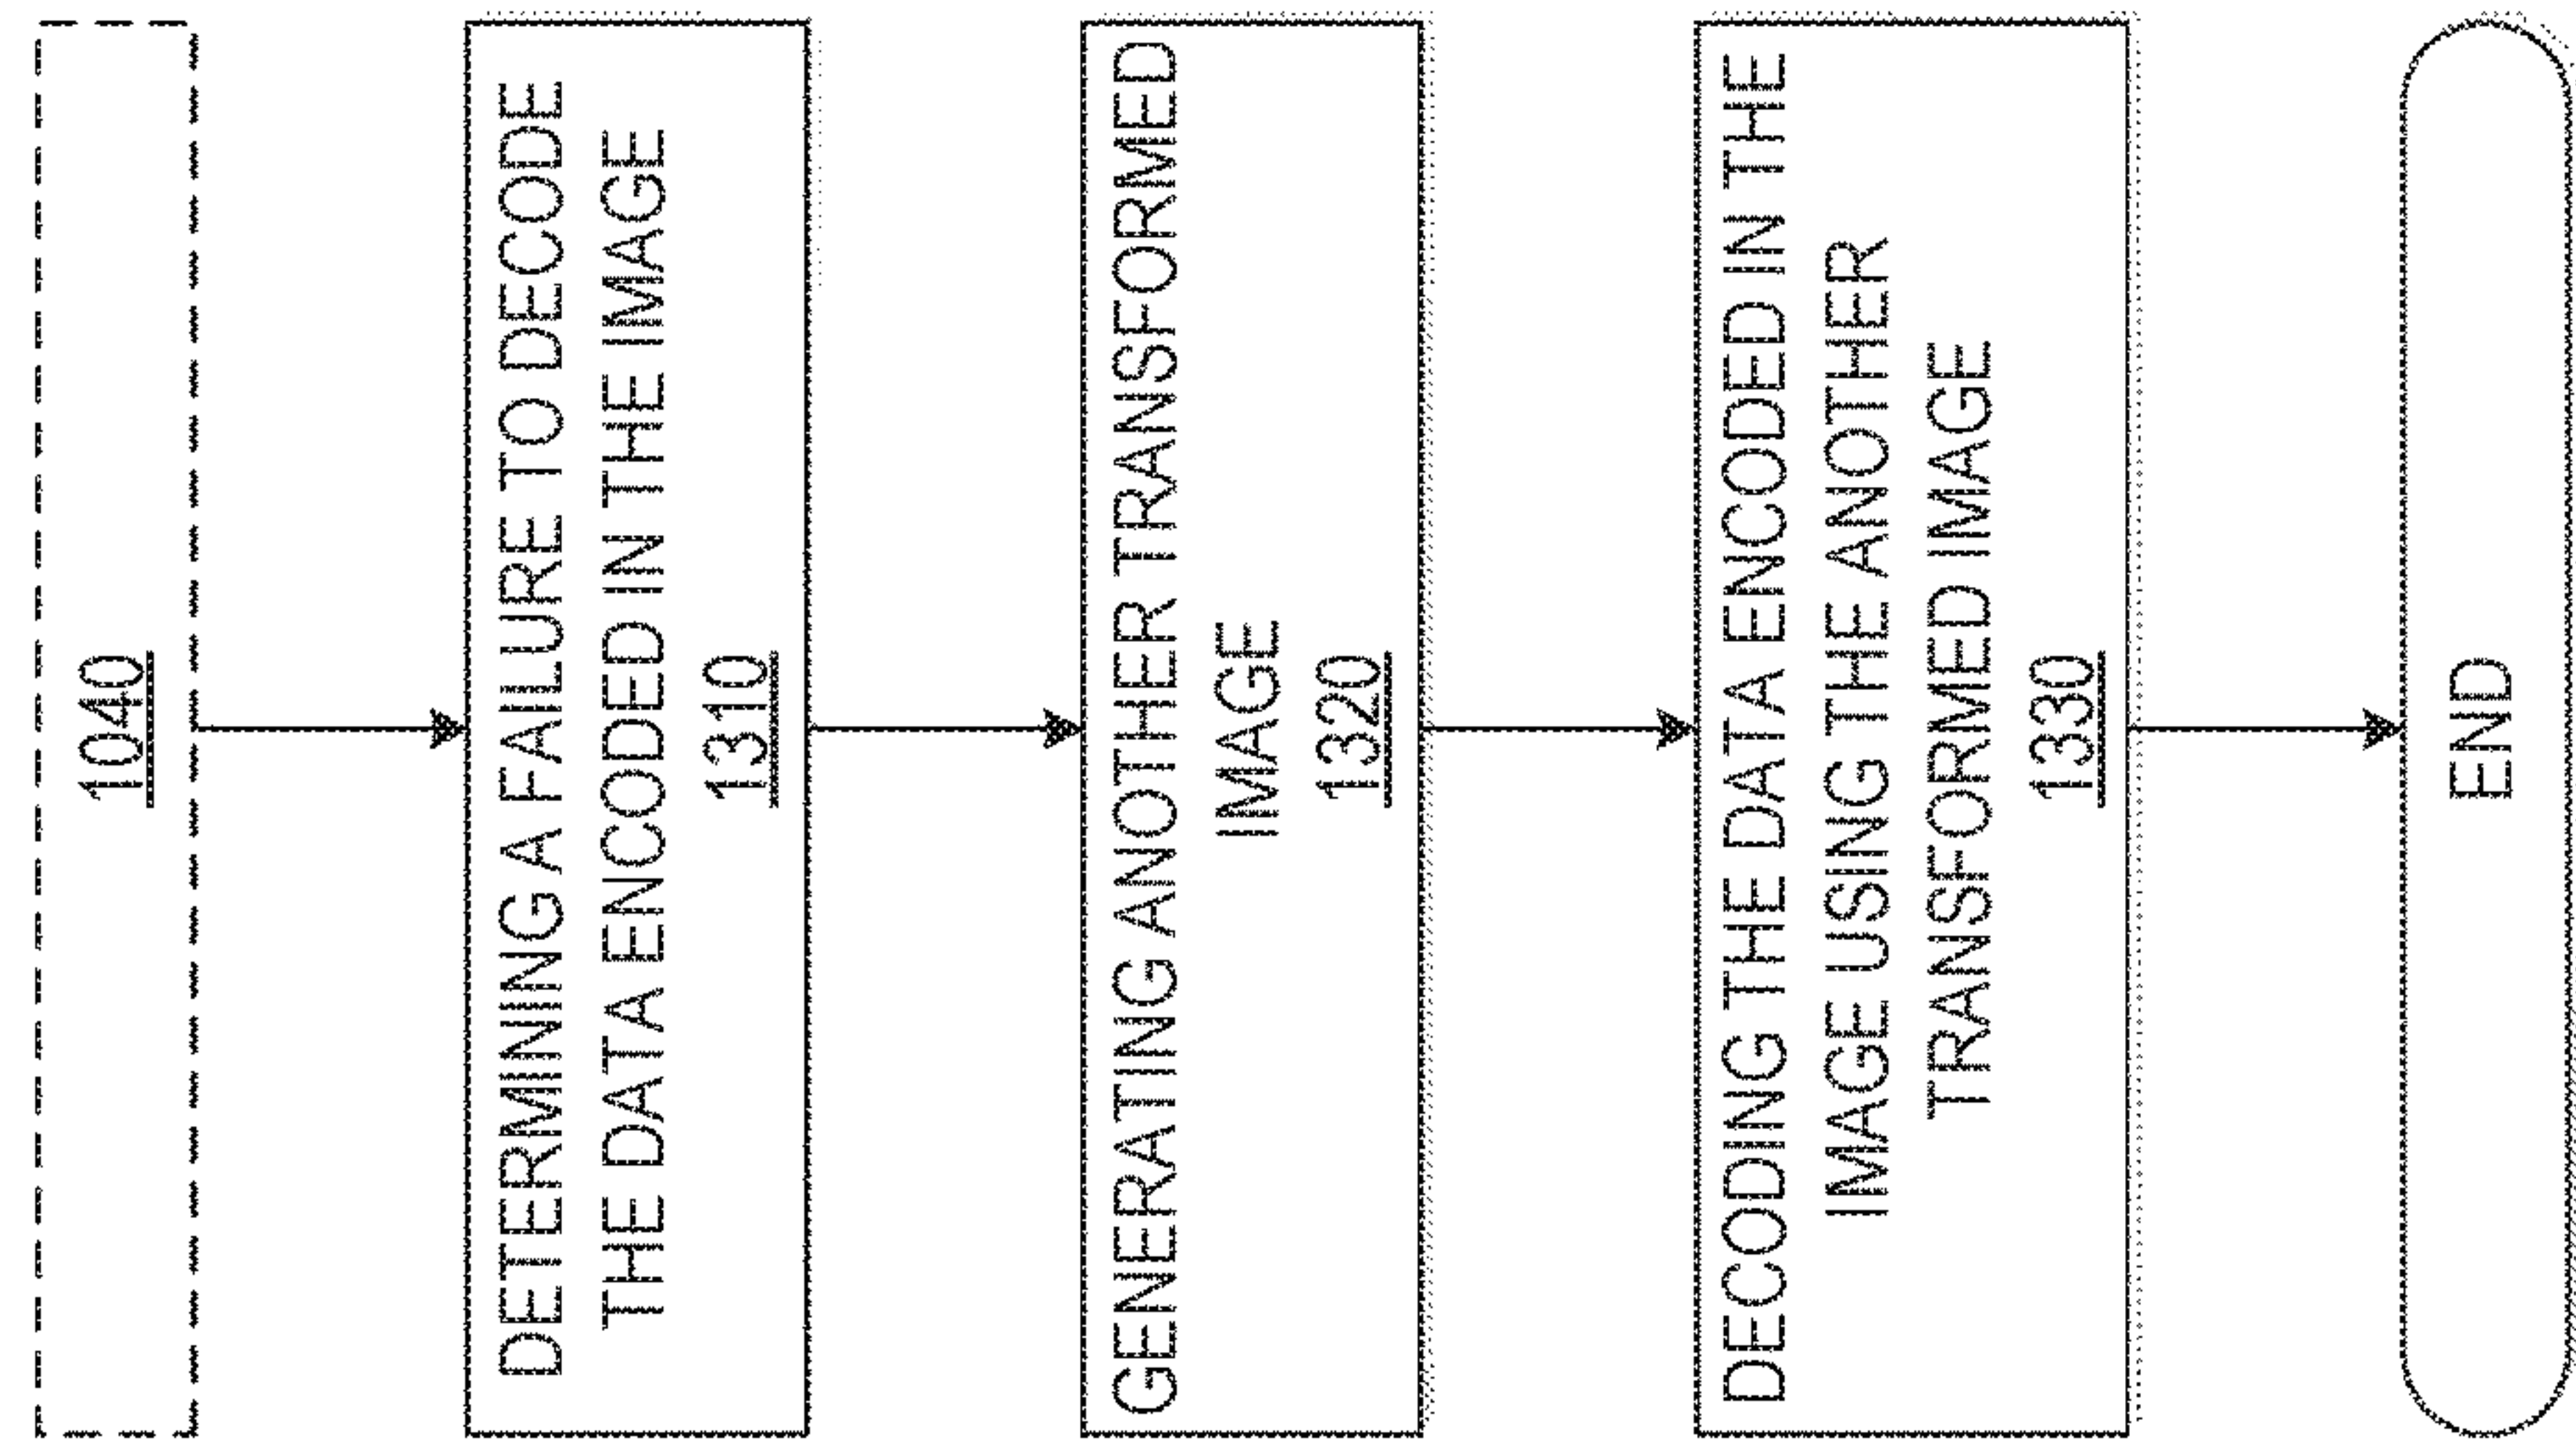 1040
DETERMINING A FAILURE TO DECODE
THE DATA ENCODED IN THE IMAGE
1310
GENERATING ANOTHER TRANSFORMED
IMAGE
1320
DECODING THE DATA ENCODED IN THE
IMAGE USING THE ANOTHER
TRANSFORMED IMAGE
1330
END